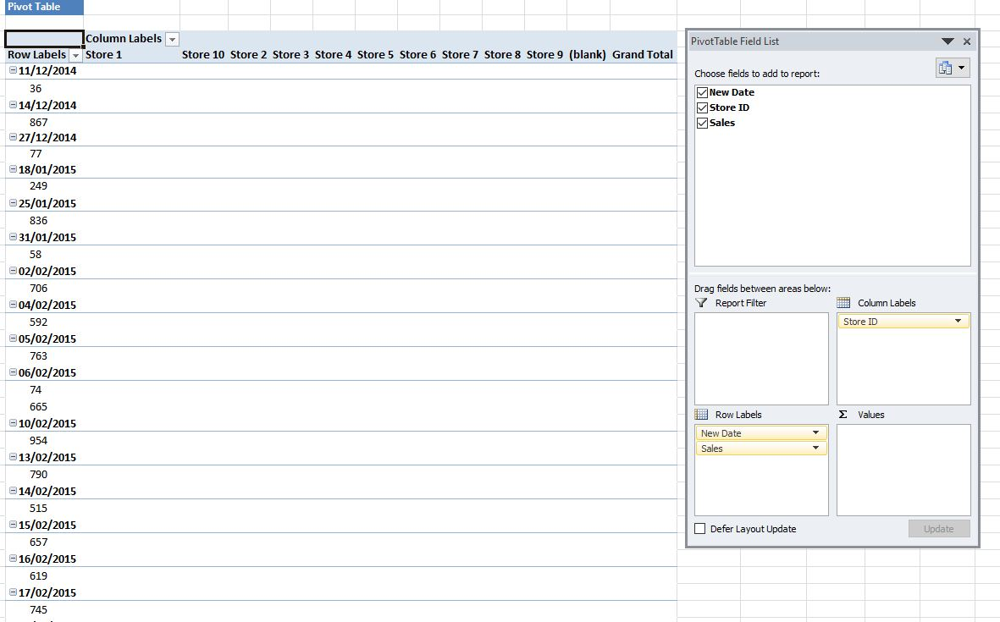 Pivot Table
Column Labels
Row Labels Store 1 Store 10 Store 2 Store 3 Store 4 Store 5 Store 6 Store 7 Store 8 Store 9 (blank) Grand Total
11/12/2014
36
14/12/2014
867
27/12/2014
77
18/01/2015
249
25/01/2015
836
31/01/2015
58
02/02/2015
706
04/02/2015
592
05/02/2015
763
06/02/2015
74
665
10/02/2015
954
13/02/2015
790
14/02/2015
515
15/02/2015
657
16/02/2015
619
17/02/2015
745
PivotTable Field List
Choose fields to add to report:
New Date
Store ID
Sales
Drag fields between areas below:
Report Filter
Column Labels
Store ID
Row Labels
Σ Values
New Date
Sales
Defer Layout Update
Update